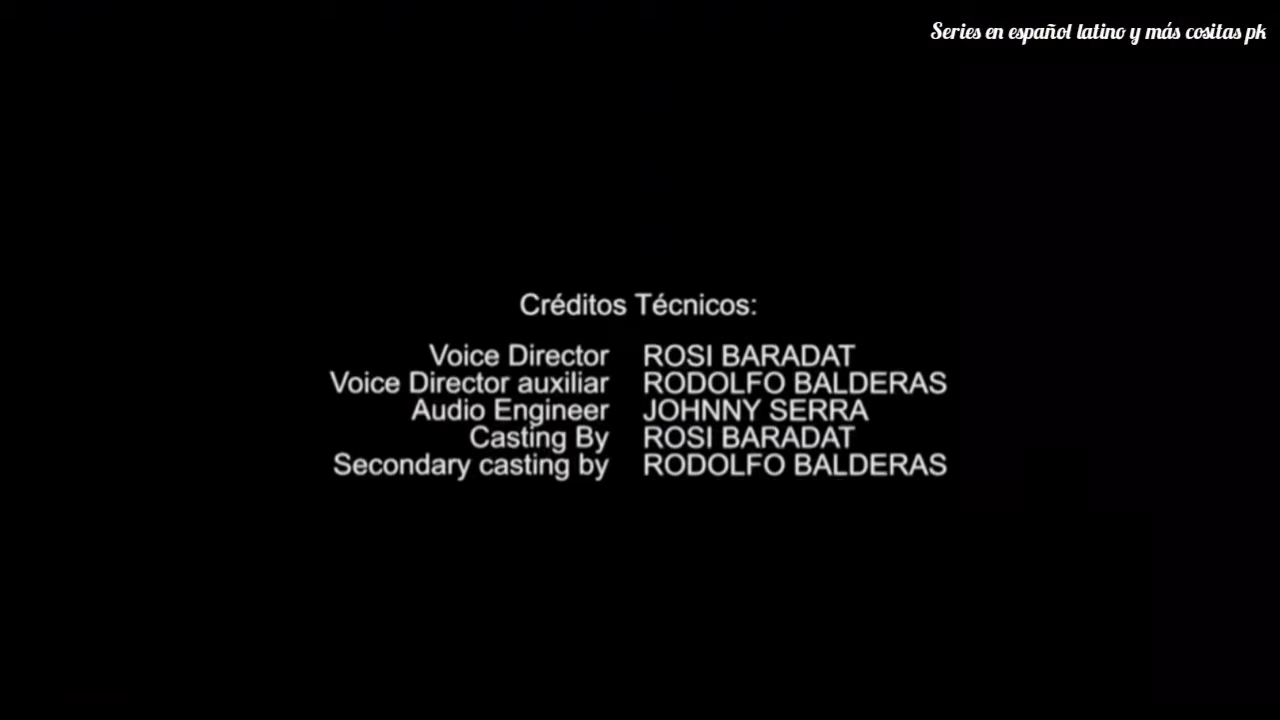 Series en español latino y más cositas pk
Créditos Técnicos:
Voice Director ROSI BARADAT
Voice Director auxiliar RODOLFO BALDERAS
Audio Engineer JOHNNY SERRA
Casting By ROSI BARADAT
Secondary casting by RODOLFO BALDERAS